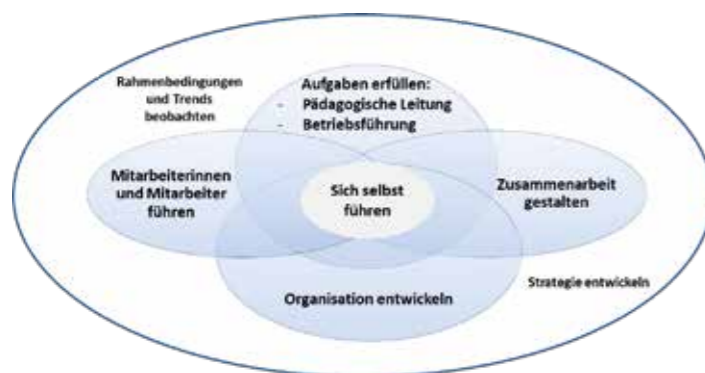 Rahmenbedingungen
und Trends
beobachten
Aufgaben erfüllen:
- Pädagogische Leitung
- Betriebsführung
Mitarbeiterinnen
und Mitarbeiter
führen
Sich selbst
führen
Zusammenarbeit
gestalten
Organisation entwickeln
Strategie entwickeln